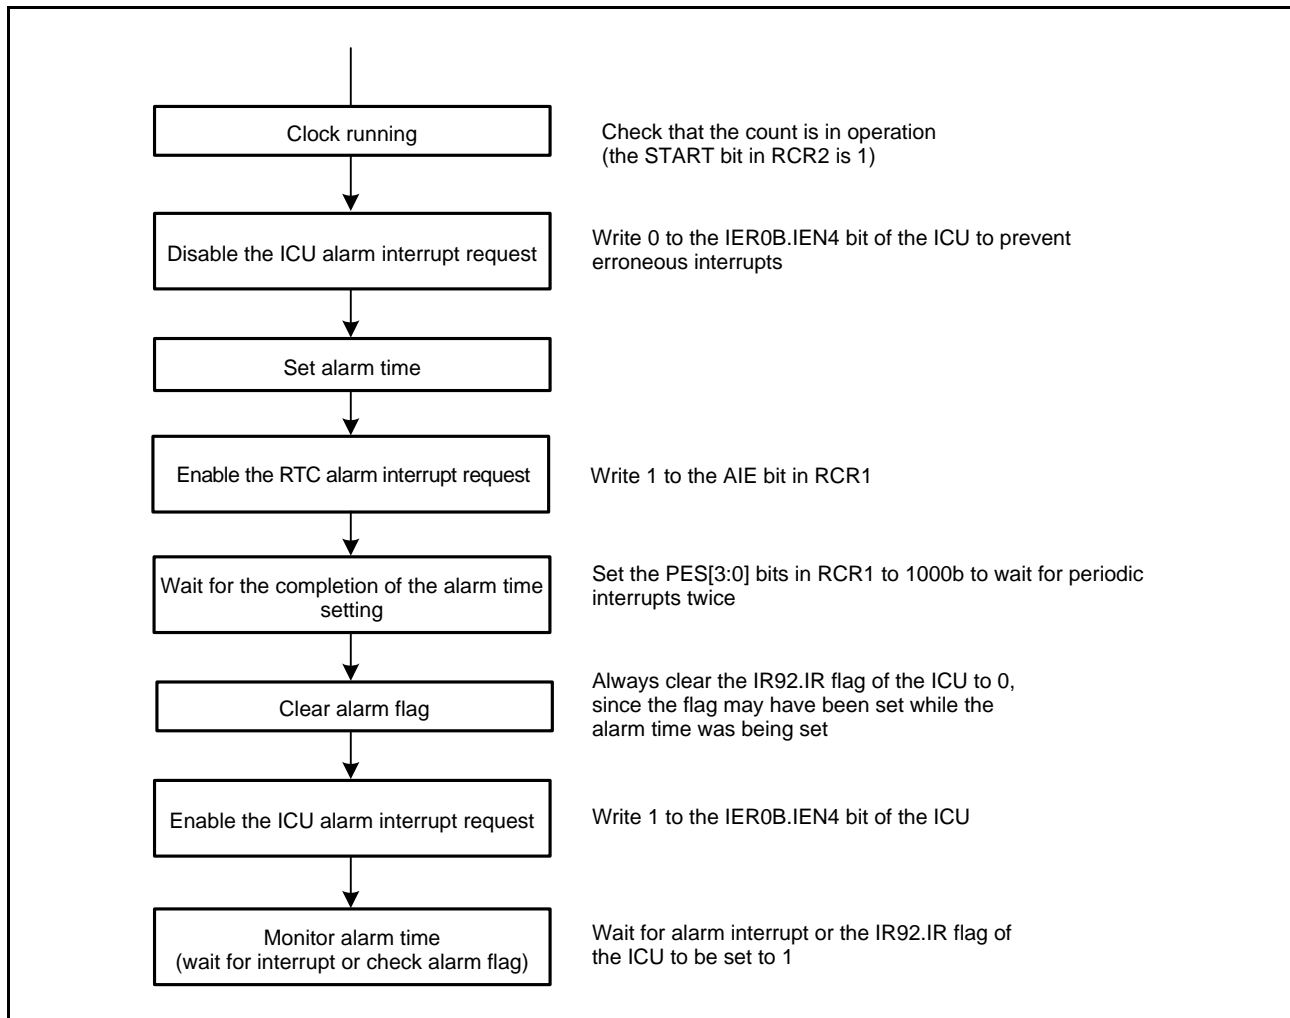 Clock running
Check that the count is in operation
(the START bit in RCR2 is 1)
Disable the ICU alarm interrupt request
Write 0 to the IER0B.IEN4 bit of the ICU to prevent
erroneous interrupts
Set alarm time
Enable the RTC alarm interrupt request
Write 1 to the AIE bit in RCR1
Wait for the completion of the alarm time
setting
Set the PES[3:0] bits in RCR1 to 1000b to wait for periodic
interrupts twice
Clear alarm flag
Always clear the IR92.IR flag of the ICU to 0,
since the flag may have been set while the
alarm time was being set
Enable the ICU alarm interrupt request
Write 1 to the IER0B.IEN4 bit of the ICU
Monitor alarm time
(wait for interrupt or check alarm flag)
Wait for alarm interrupt or the IR92.IR flag of
the ICU to be set to 1